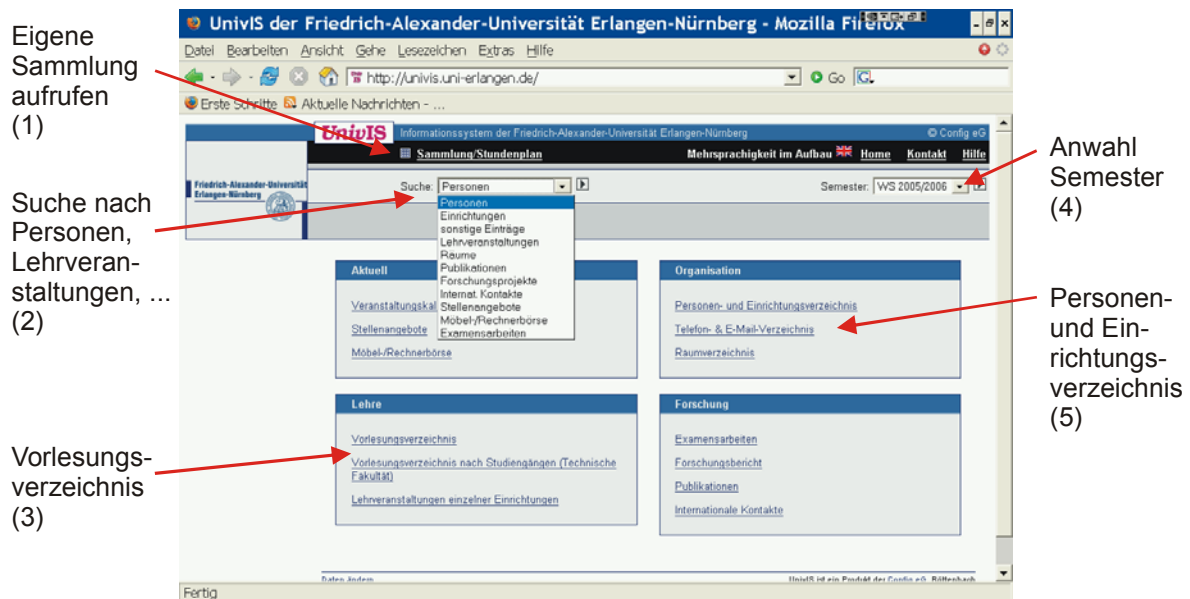 Eigene
Sammlung
aufrufen
(1)
Suche nach
Personen,
Lehrveran-
staltungen, ...
(2)
Vorlesungs-
verzeichnis
(3)
UnivIS der Friedrich-Alexander-Universität Erlangen-Nürnberg - Mozilla Firefox
Datei Bearbeiten Ansicht Gehe Lesezeichen Extras Hilfe
http://univis.uni-erlangen.de/ Go G.
Erste Schritte Aktuelle Nachrichten - ...
UnivIS Informationssystem der Friedrich-Alexander-Universität Erlangen-Nürnberg © Config eG
Sammlung/Stundenplan Mehrsprachigkeit im Aufbau Home Kontakt Hilfe
Friedrich-Alexander-Universität
Erlangen-Nürnberg
Suche: Personen Semester: WS 2005/2006
Personen
Einrichtungen
sonstige Einträge
Lehrveranstaltungen
Räume
Publikationen
Forschungsprojekte
Internat. Kontakte
Stellenangebote
Möbel-/Rechnerbörse
Examensarbeiten
Aktuell
Veranstaltungskal
Stellenangebote
Möbel-/Rechnerbörse
Organisation
Personen- und Einrichtungsverzeichnis
Telefon- & E-Mail-Verzeichnis
Raumverzeichnis
Lehre
Vorlesungsverzeichnis
Vorlesungsverzeichnis nach Studiengängen (Technische
Fakultät)
Lehrveranstaltungen einzelner Einrichtungen
Forschung
Examensarbeiten
Forschungsbericht
Publikationen
Internationale Kontakte
Daten ändern UnivIS ist ein Produkt der Config eG, Röttenbach
Fertig
Anwahl
Semester
(4)
Personen-
und Ein-
richtungs-
verzeichnis
(5)